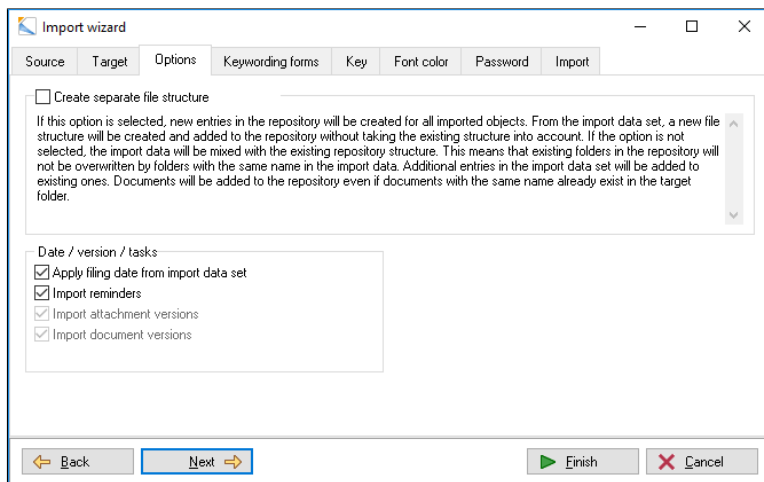 Import wizard
Source Target Options Keywording forms Key Font color Password Import
Create separate file structure
If this option is selected, new entries in the repository will be created for all imported objects. From the import data set, a new file
structure will be created and added to the repository without taking the existing structure into account. If the option is not
selected, the import data will be mixed with the existing repository structure. This means that existing folders in the repository will
not be overwritten by folders with the same name in the import data. Additional entries in the import data set will be added to
existing ones. Documents will be added to the repository even if documents with the same name already exist in the target
folder.
Date / version / tasks
Apply filing date from import data set
Import reminders
Import attachment versions
Import document versions
Back Next Finish Cancel